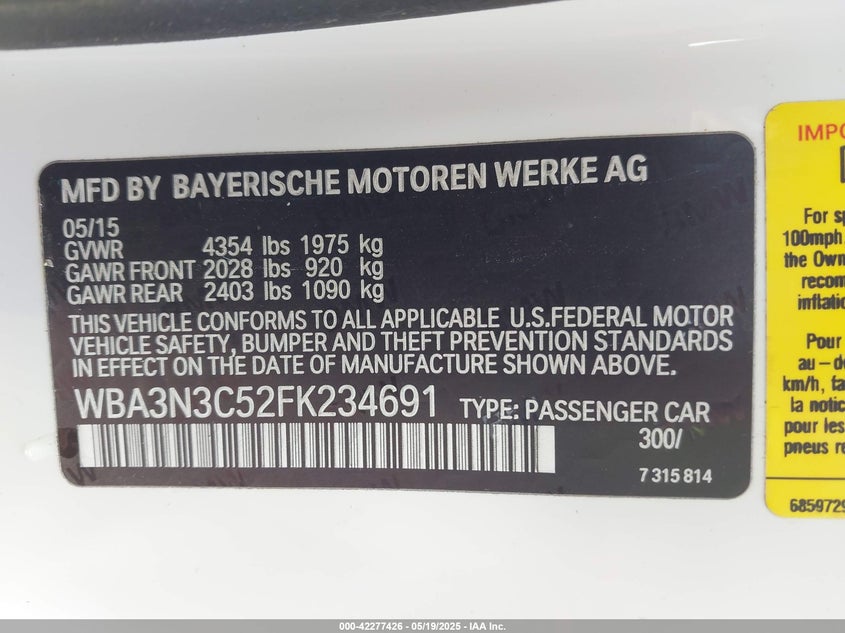 MFD BY BAYERISCHE MOTOREN WERKE AG
05/15
GVWR 4354 lbs 1975 kg
GAWR FRONT 2028 lbs 920 kg
GAWR REAR 2403 lbs 1090 kg
THIS VEHICLE CONFORMS TO ALL APPLICABLE U.S.FEDERAL MOTOR
VEHICLE SAFETY, BUMPER AND THEFT PREVENTION STANDARDS
IN EFFECT ON THE DATE OF MANUFACTURE SHOWN ABOVE.
WBA3N3C52FK234691 TYPE: PASSENGER CAR
300/
7 315 814
IMPO
For sp
100mph
the Own
recom
inflatio
Pour
au-de
km/h, fa
la notic
pour les
pneus re
6859729
000-42277426 - 05/19/2025 - IAA Inc.